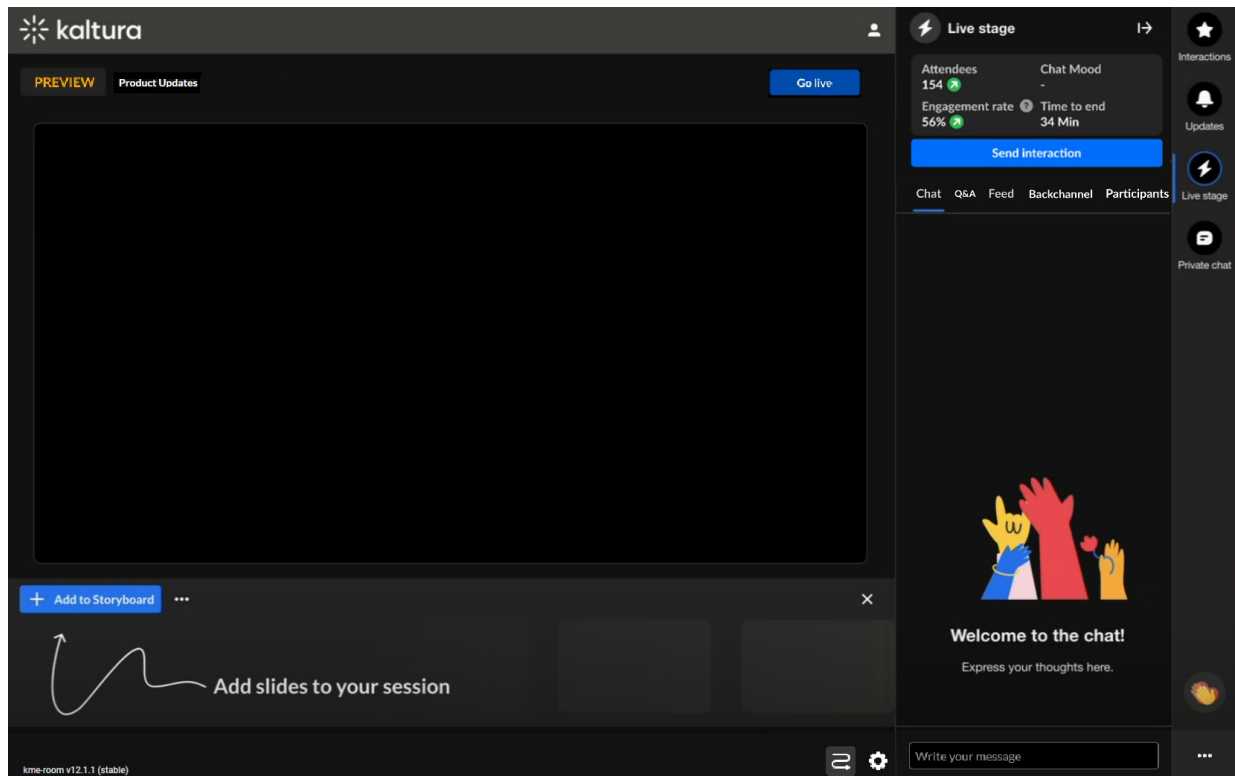 kaltura
PREVIEW
Product Updates
Go live
+ Add to Storyboard
Add slides to your session
kme-room v12.1.1 (stable)
Live stage
Attendees
154
Chat Mood
-
Engagement rate ?
56%
Time to end
34 Min
Send interaction
Chat Q&A Feed Backchannel Participants
Welcome to the chat!
Express your thoughts here.
Write your message
Interactions
Updates
Live stage
Private chat